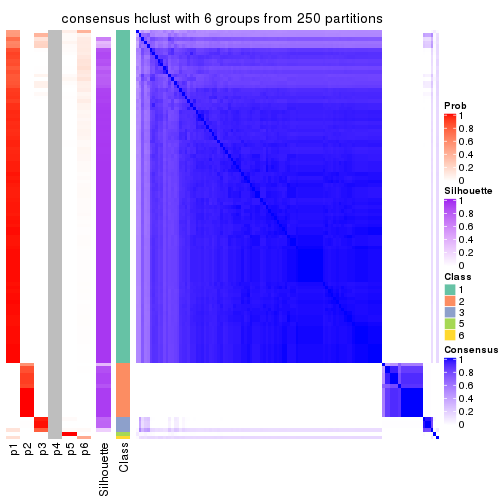 consensus hclust with 6 groups from 250 partitions
Prob
1
0.8
0.6
0.4
0.2
0
Silhouette
1
0.8
0.6
0.4
0.2
0
Class
1
2
3
5
6
Consensus
1
0.8
0.6
0.4
0.2
0
p1
p2
p3
p4
p5
p6
Silhouette
Class